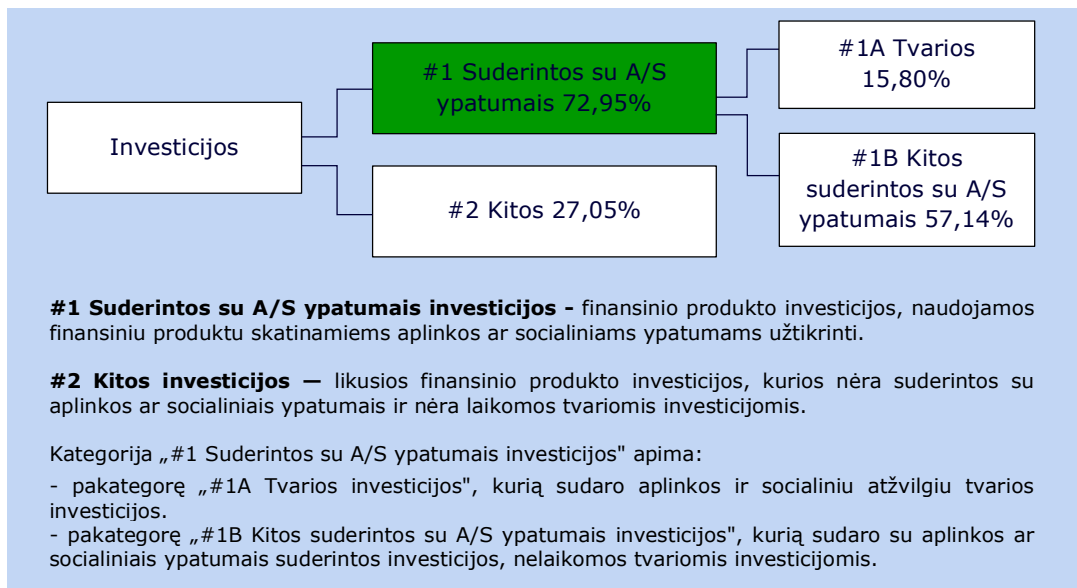 Investicijos
#1 Suderintos su A/S
ypatumais 72,95%
#2 Kitos 27,05%
#1A Tvarios
15,80%
#1B Kitos
suderintos su A/S
ypatumais 57,14%
#1 Suderintos su A/S ypatumais investicijos - finansinio produkto investicijos, naudojamos
finansiniu produktu skatinamiems aplinkos ar socialiniams ypatumams užtikrinti.
#2 Kitos investicijos — likusios finansinio produkto investicijos, kurios nėra suderintos su
aplinkos ar socialiniais ypatumais ir nėra laikomos tvariomis investicijomis.
Kategorija „#1 Suderintos su A/S ypatumais investicijos" apima:
- pakategorę „#1A Tvarios investicijos", kurią sudaro aplinkos ir socialiniu atžvilgiu tvarios
investicijos.
- pakategorę „#1B Kitos suderintos su A/S ypatumais investicijos", kurią sudaro su aplinkos ar
socialiniais ypatumais suderintos investicijos, nelaikomos tvariomis investicijomis.